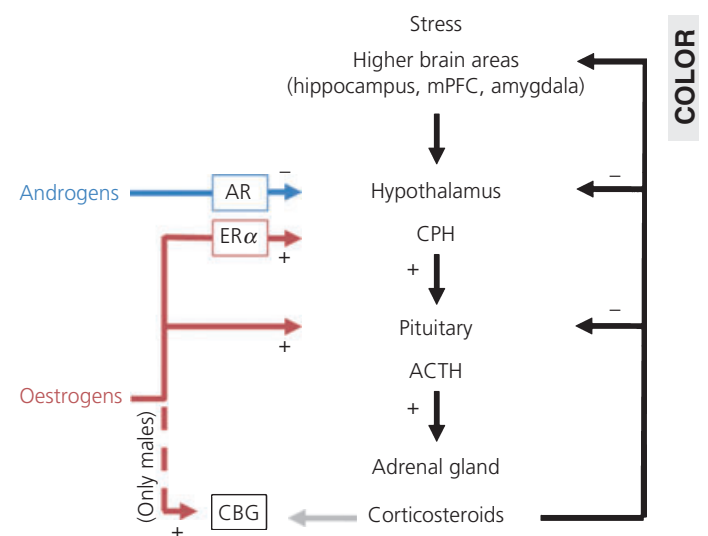 Stress
COLOR
Higher brain areas
(hippocampus, mPFC, amygdala)
Androgens
AR
–
Hypothalamus
–
ERα
+
CPH
+
Pituitary
–
+
ACTH
+
Oestrogens
(Only males)
Adrenal gland
+
CBG
Corticosteroids